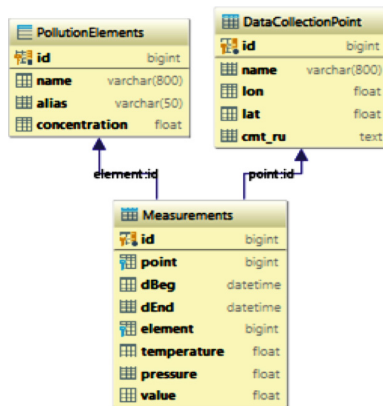 PollutionElements
id bigint
name varchar(800)
alias varchar(50)
concentration float
DataCollectionPoint
id bigint
name varchar(800)
lon float
lat float
cmt_ru text
element:id
point:id
Measurements
id bigint
point bigint
dBeg datetime
dEnd datetime
element bigint
temperature float
pressure float
value float